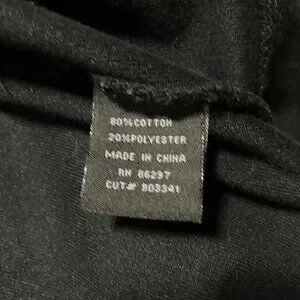 80%COTTON
20%POLYESTER
MADE IN CHINA
RN 86297
CUT# 903341